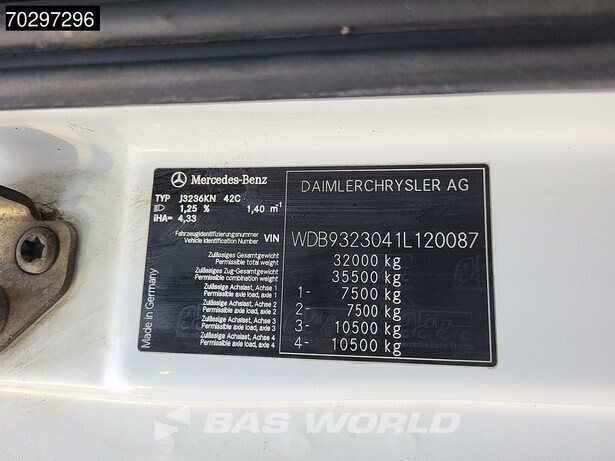 70297296
Mercedes-Benz
DAIMLERCHRYSLER AG
TYP J3236KN 42C
1,25 % 1,40 m-1
iHA= 4,33
Fahrzeugidentifizierungsnummer
Vehicle Identification Number VIN WDB9323041L120087
Zulässiges Gesamtgewicht
Permissible total weight 32000 kg
Zulässiges Zug-Gesamtgewicht
Permissible combination weight 35500 kg
Zulässige Achslast, Achse 1
Permissible axle load, axle 1 1- 7500 kg
Zulässige Achslast, Achse 2
Permissible axle load, axle 2 2- 7500 kg
Zulässige Achslast, Achse 3
Permissible axle load, axle 3 3- 10500 kg
Zulässige Achslast, Achse 4
Permissible axle load, axle 4 4- 10500 kg
Made in Germany
BAS WORLD